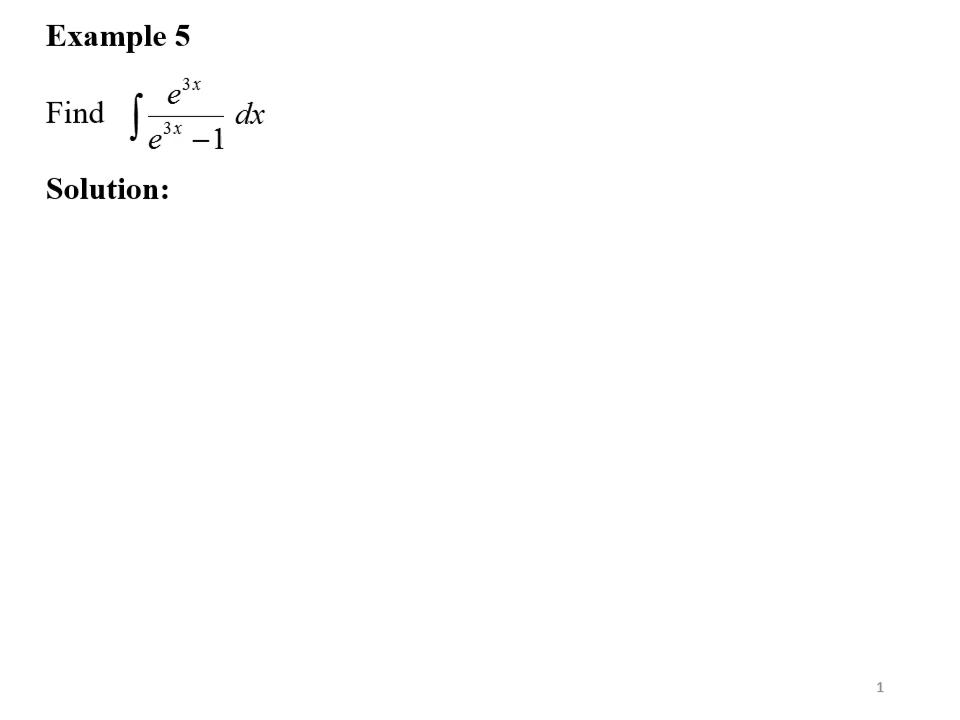 Example 5
Find ∫ e^{3x} / (e^{3x} − 1) dx
Solution:
1